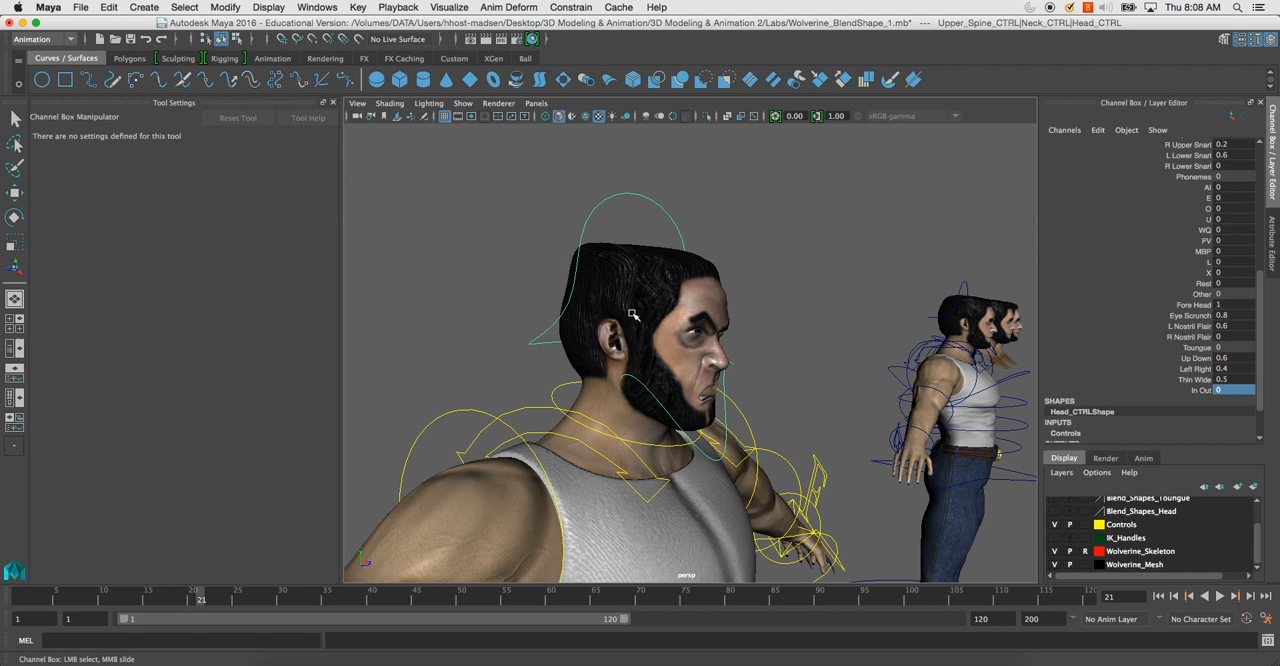 Maya File Edit Create Select Modify Display Windows Key Playback Visualize Anim Deform Constrain Cache Help Thu 8:08 AM
Autodesk Maya 2016 - Educational Version: /Volumes/DATA/Users/hhost-madsen/Desktop/3D Modeling & Animation/3D Modeling & Animation 2/Labs/Wolverine_BlendShape_1.mb* --- Upper_Spine_CTRL|Neck_CTRL|Head_CTRL
Animation No Live Surface
Curves / Surfaces Polygons Sculpting Rigging Animation Rendering FX FX Caching Custom XGen Ball
Tool Settings
Channel Box Manipulator Reset Tool Tool Help
There are no settings defined for this tool
View Shading Lighting Show Renderer Panels
0.00 1.00 sRGB gamma
persp
Channel Box / Layer Editor
Channels Edit Object Show
R Upper Snarl 0.2
L Lower Snarl 0.6
R Lower Snarl 0
Phonemes 0
AI 0
E 0
O 0
U 0
WQ 0
FV 0
MBP 0
L 0
X 0
Rest 0
Other 0
Fore Head 1
Eye Scrunch 0.8
L Nostril Flair 0.6
R Nostril Flair 0
Toungue 0
Up Down 0.6
Left Right 0.4
Thin Wide 0.5
In Out 0
SHAPES
Head_CTRLShape
INPUTS
Controls
Display Render Anim
Layers Options Help
Blend_Shapes_Toungue
Blend_Shapes_Head
V P Controls
IK_Handles
V P R Wolverine_Skeleton
V P Wolverine_Mesh
Channel Box / Layer Editor
Attribute Editor
5 10 15 20 25 30 35 40 45 50 55 60 65 70 75 80 85 90 95 100 105 110 115 120
21 21
1 1 1 120 120 200 No Anim Layer No Character Set
MEL
Channel Box: LMB select, MMB slide